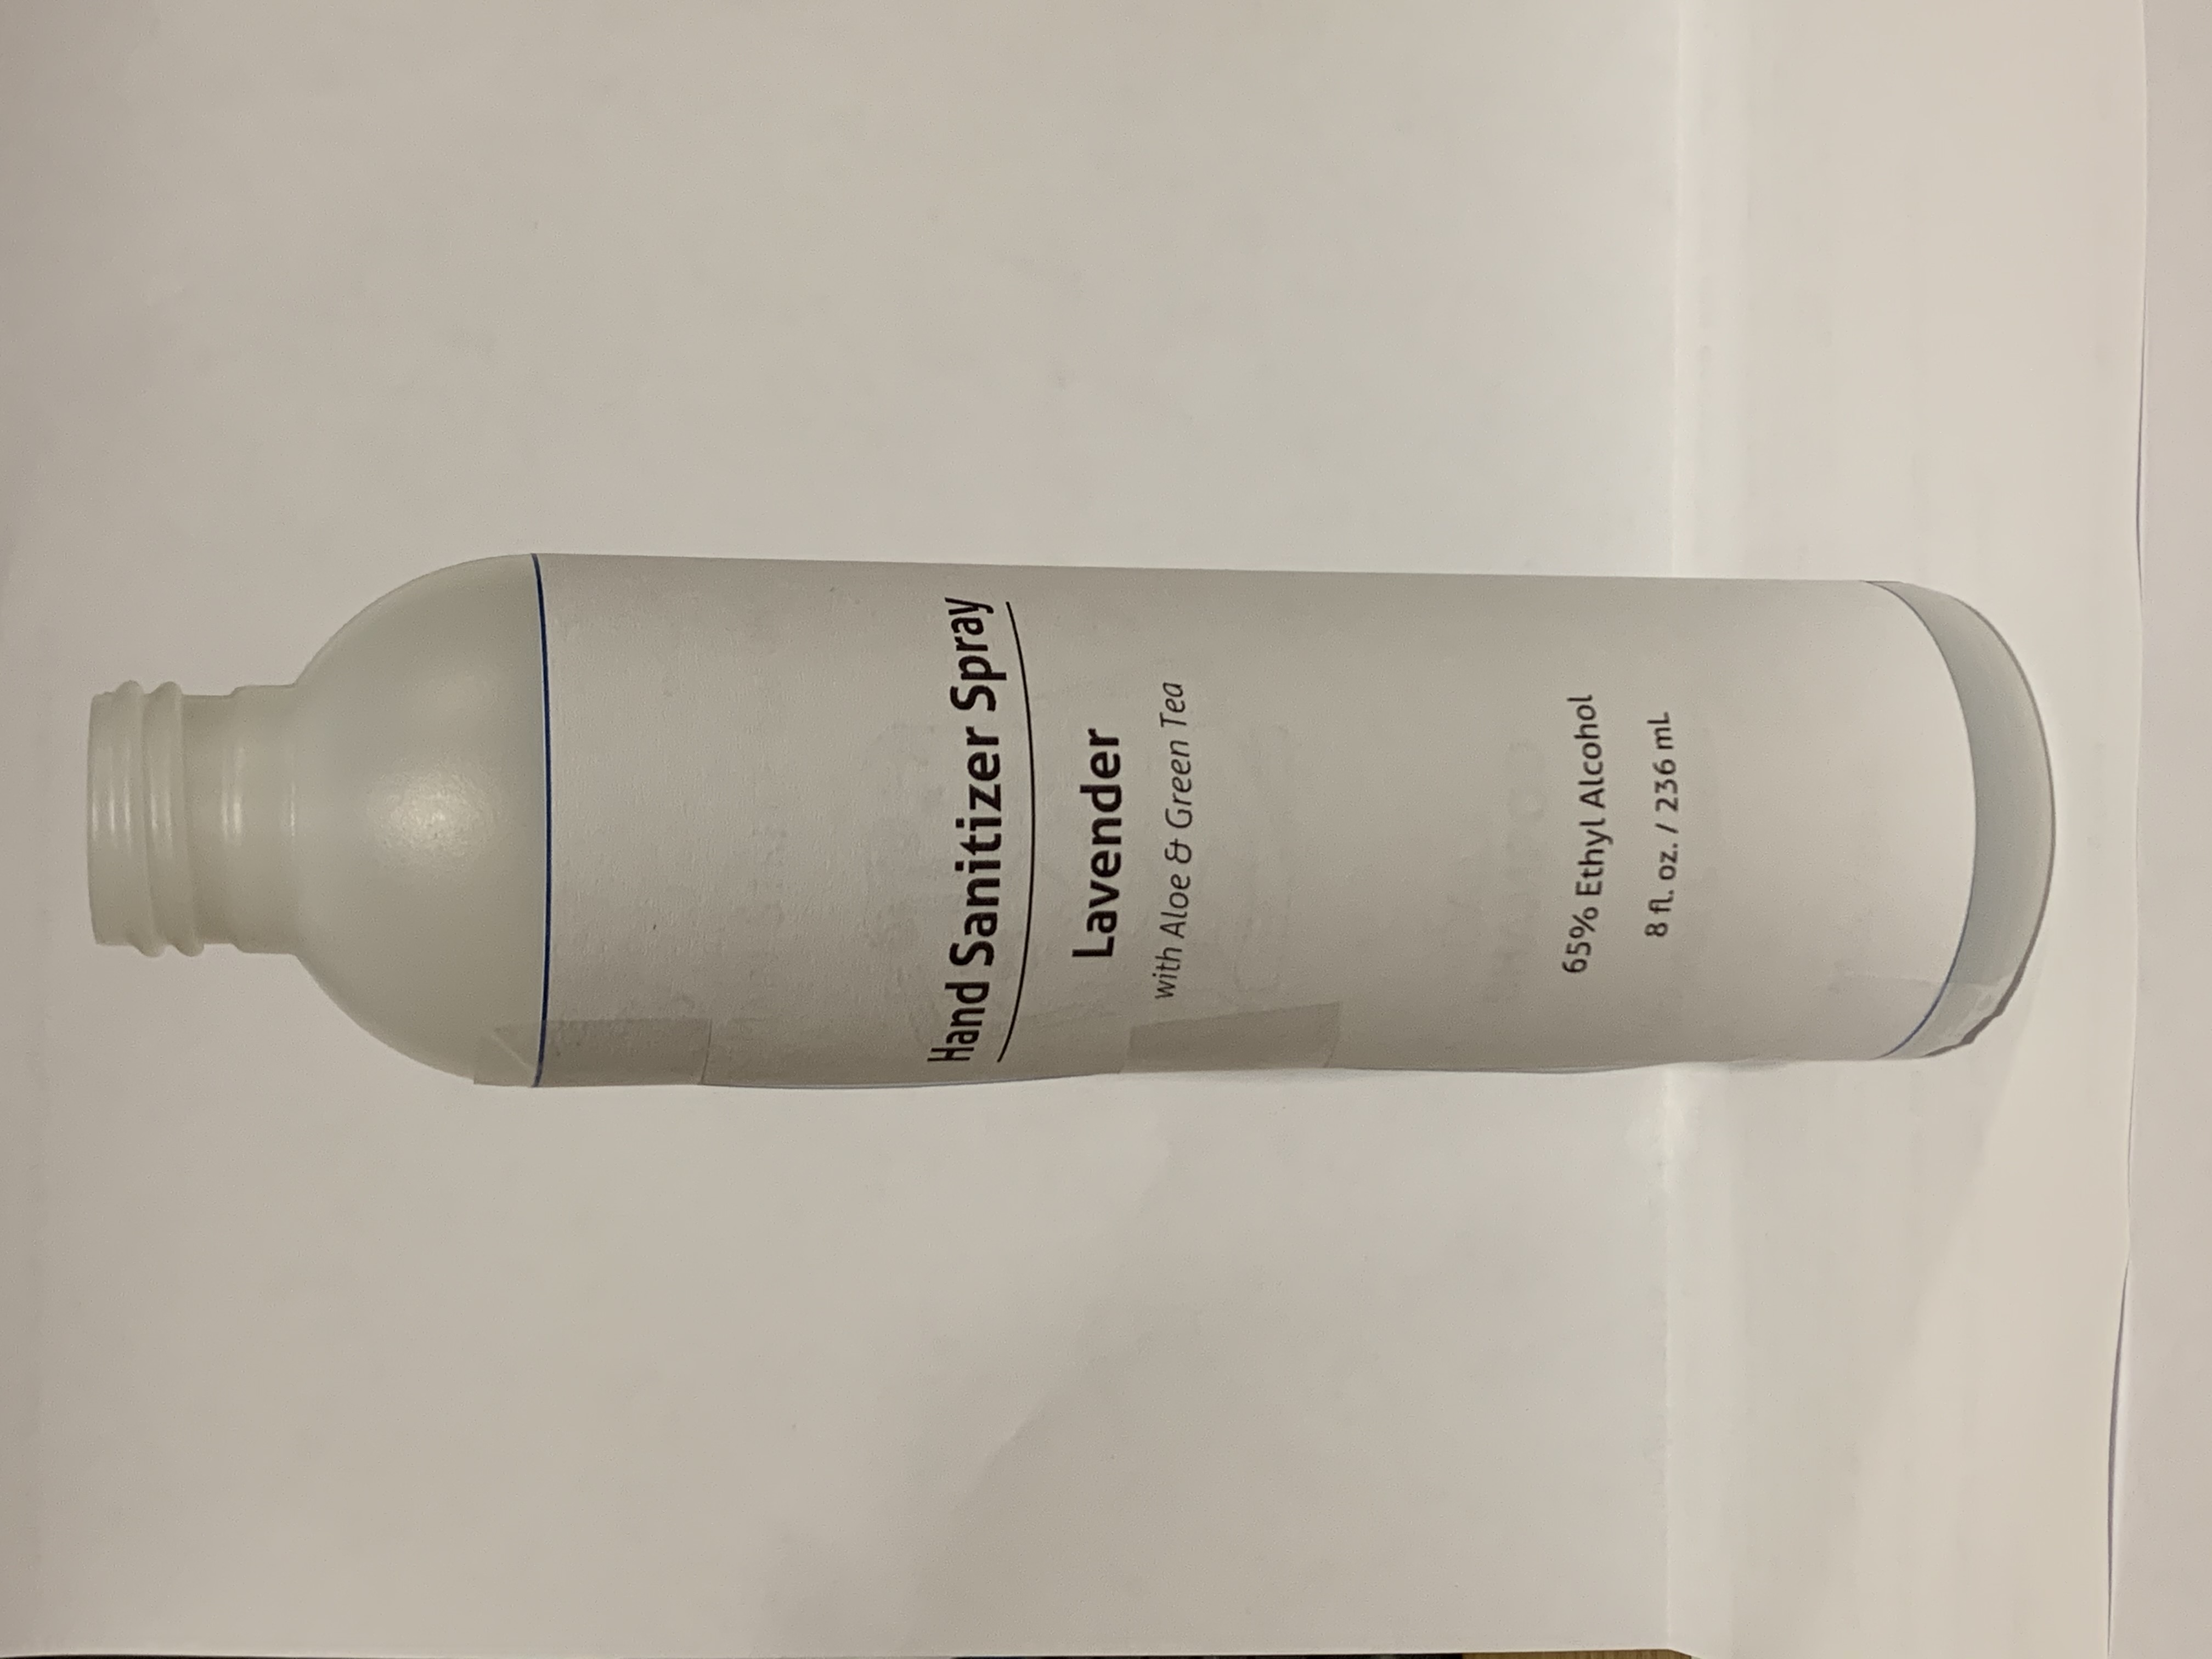 Hand Sanitizer Spray
Lavender
with Aloe & Green Tea
65% Ethyl Alcohol
8 fl. oz. / 236 mL